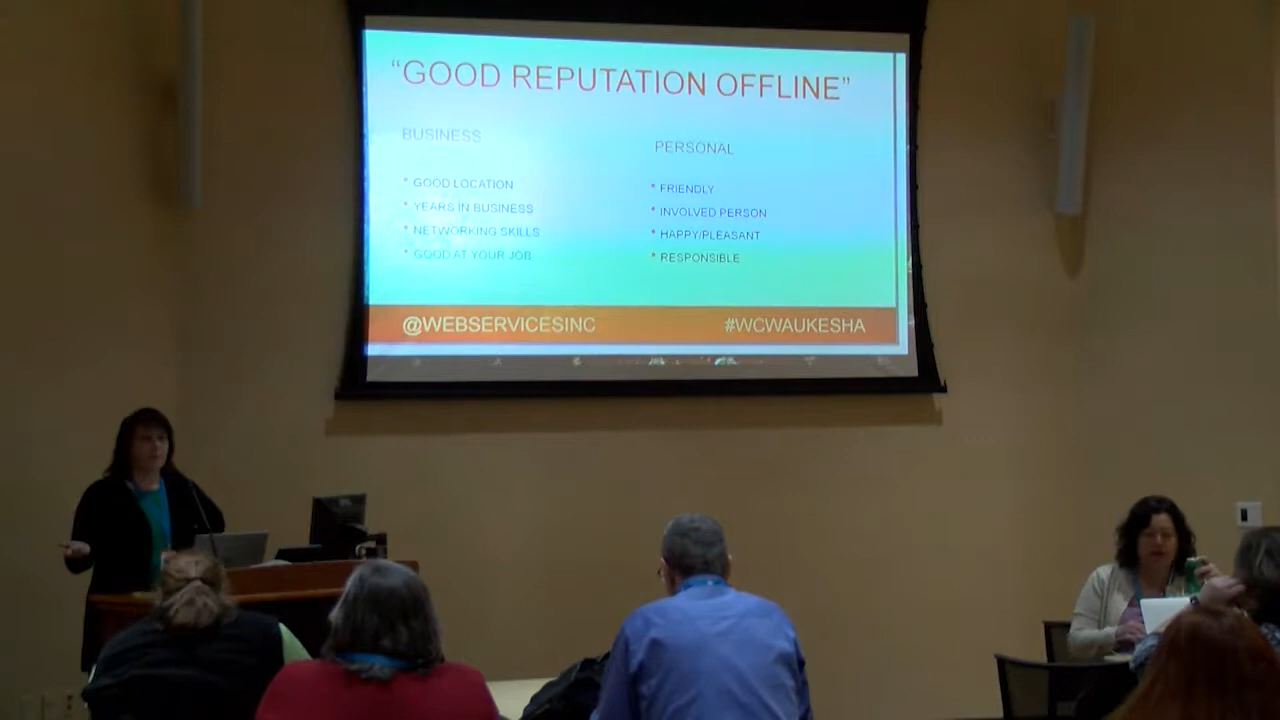 “GOOD REPUTATION OFFLINE”
BUSINESS
* GOOD LOCATION
* YEARS IN BUSINESS
* NETWORKING SKILLS
* GOOD AT YOUR JOB
PERSONAL
* FRIENDLY
* INVOLVED PERSON
* HAPPY/PLEASANT
* RESPONSIBLE
@WEBSERVICESINC
#WCWAUKESHA